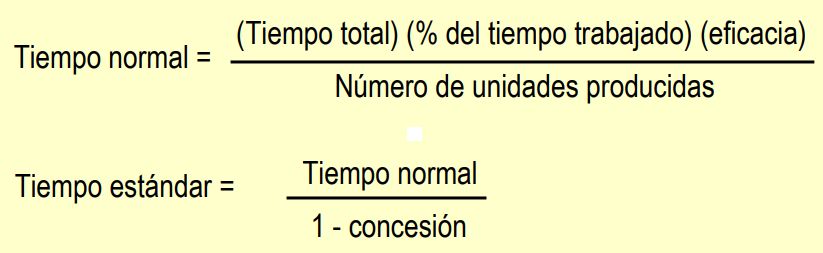 (Tiempo total) (% del tiempo trabajado) (eficacia)
Tiempo normal =
Número de unidades producidas
Tiempo normal
Tiempo estándar =
1 - concesión